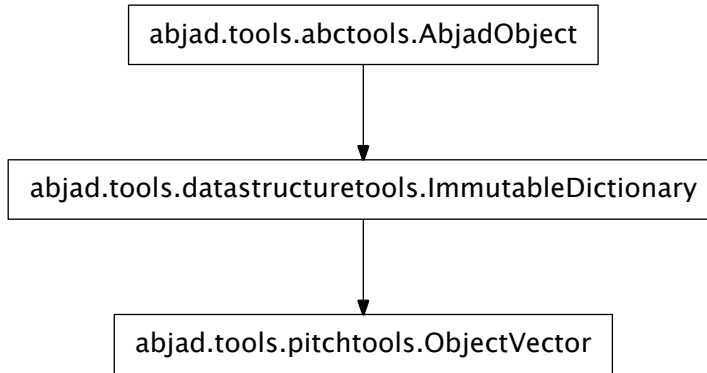 abjad.tools.abctools.AbjadObject
abjad.tools.datastructuretools.ImmutableDictionary
abjad.tools.pitchtools.ObjectVector